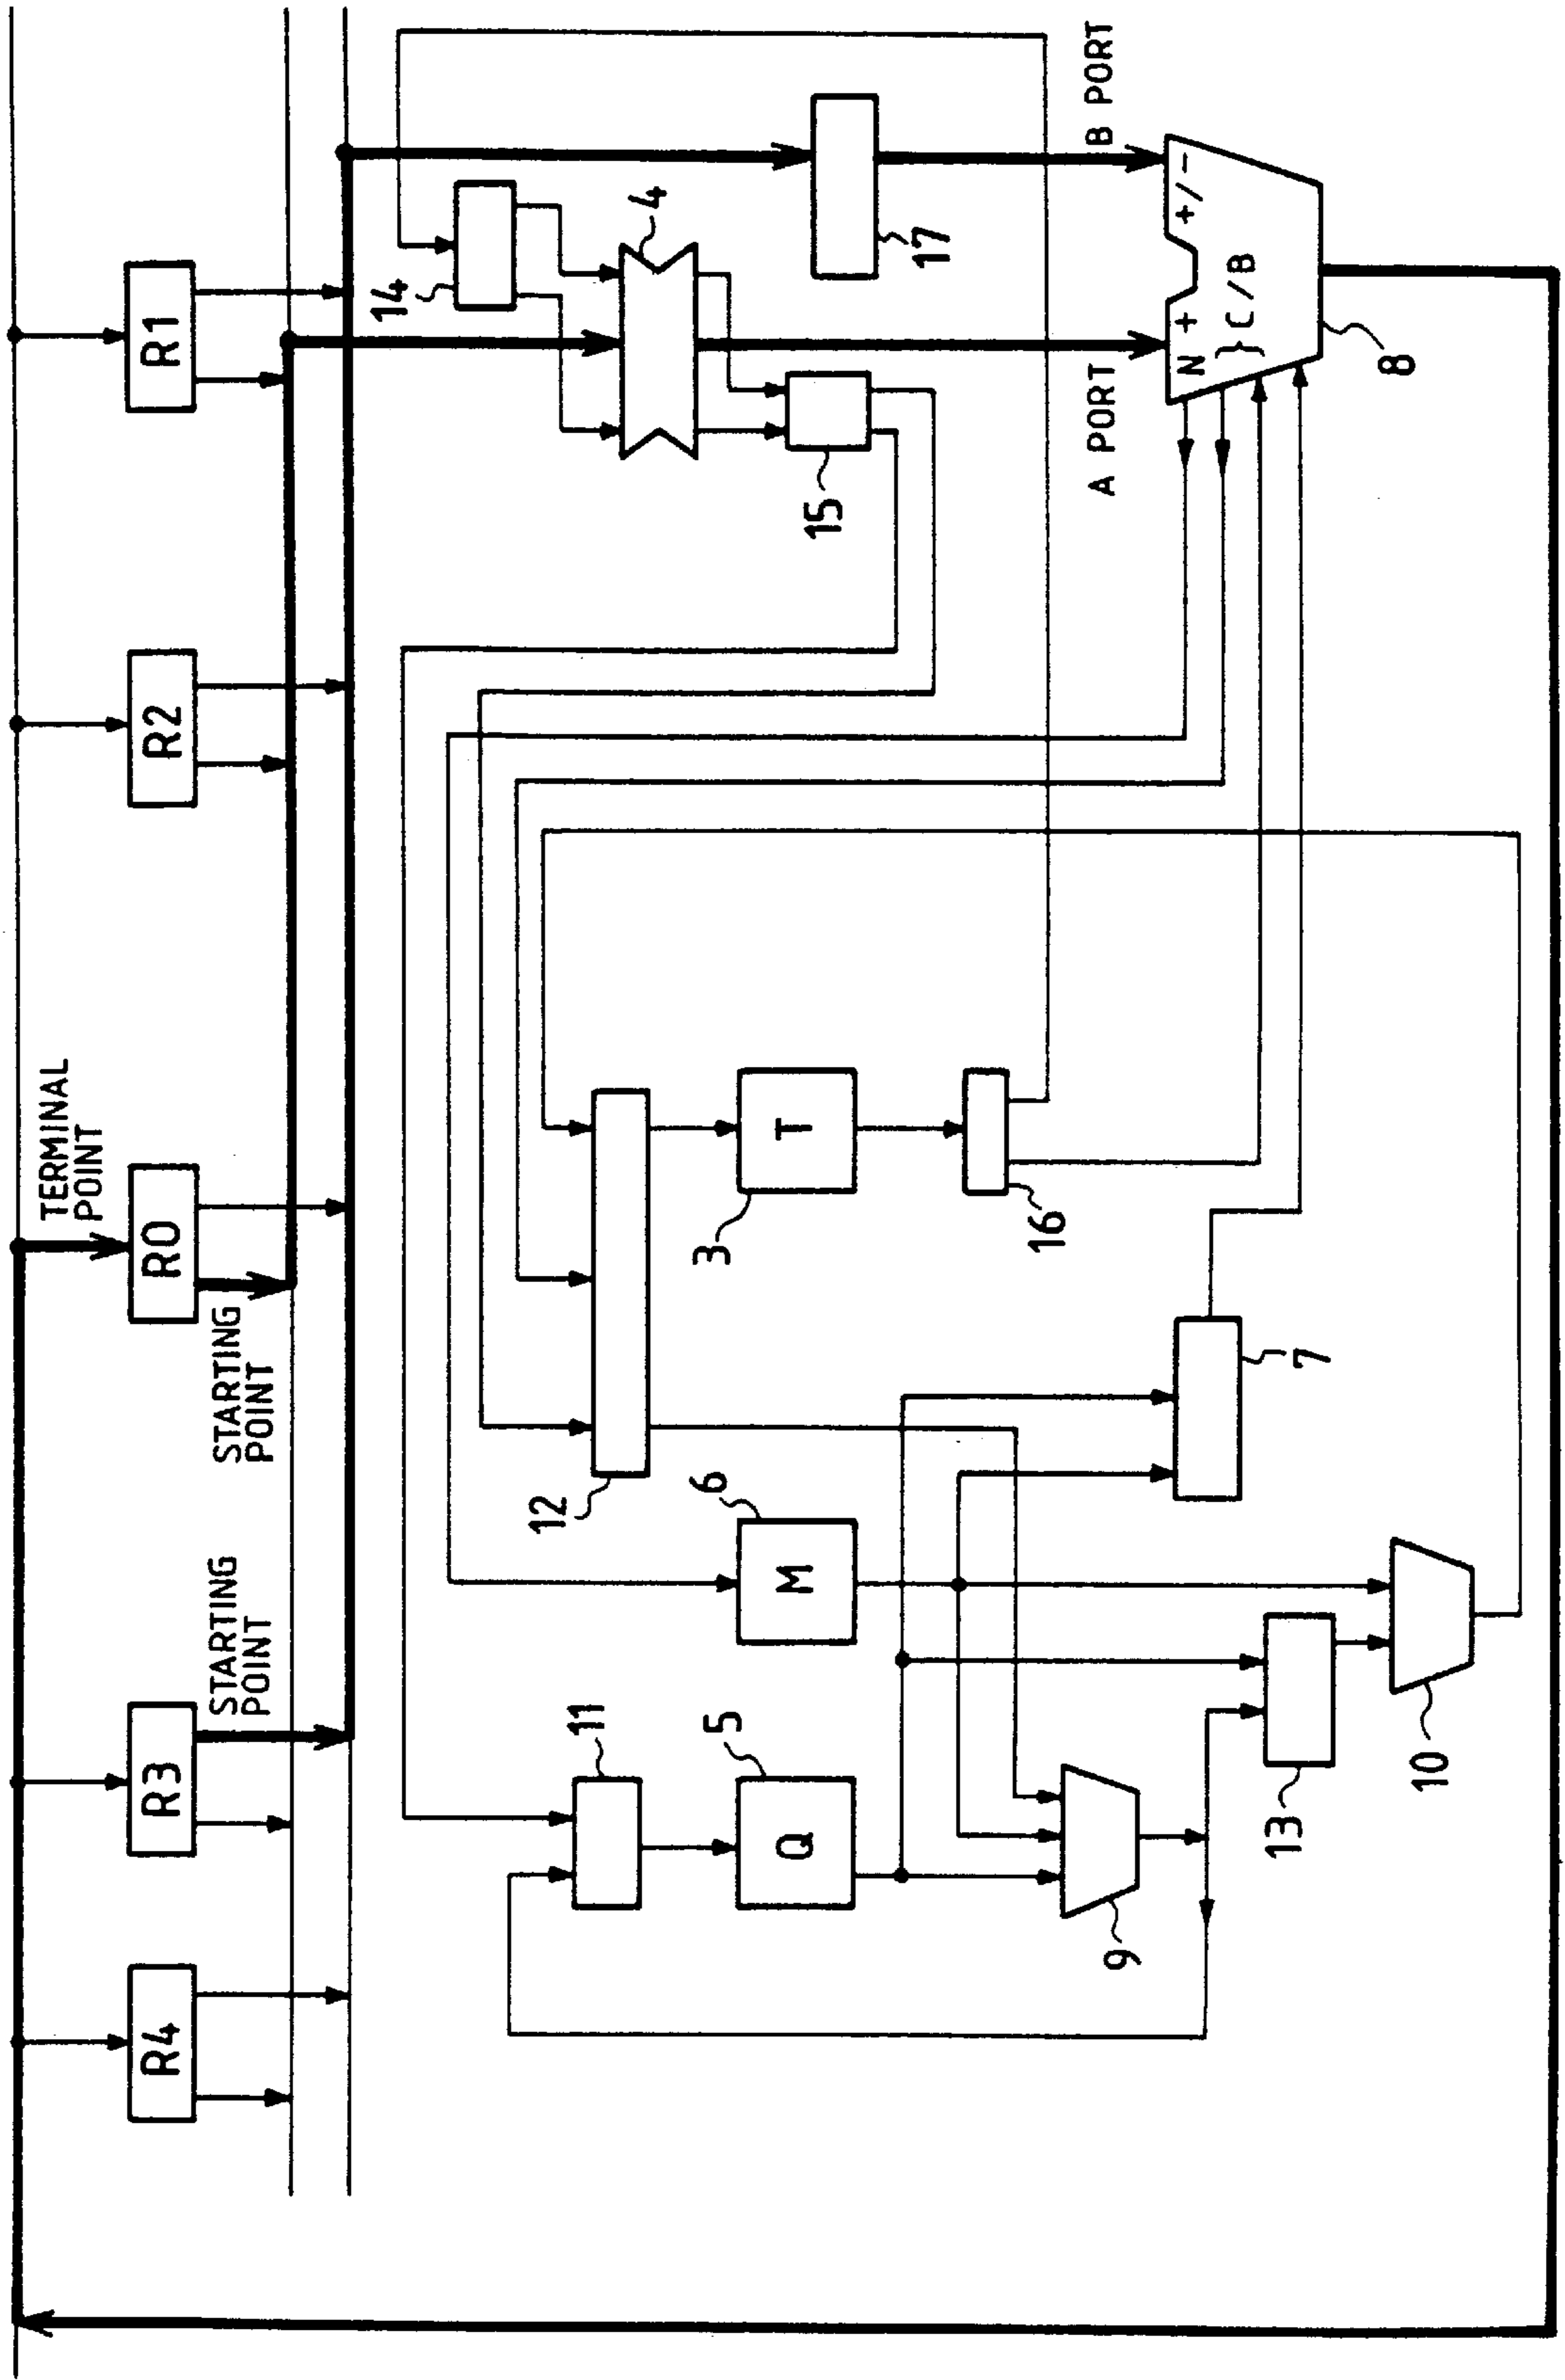 TERMINAL
POINT
R4
R3
R0
R2
R1
STARTING
POINT
STARTING
POINT
14
4
11
12
5
Q
6
M
3
T
15
17
16
9
7
13
10
A PORT
B PORT
N + +/-
} C/B
8